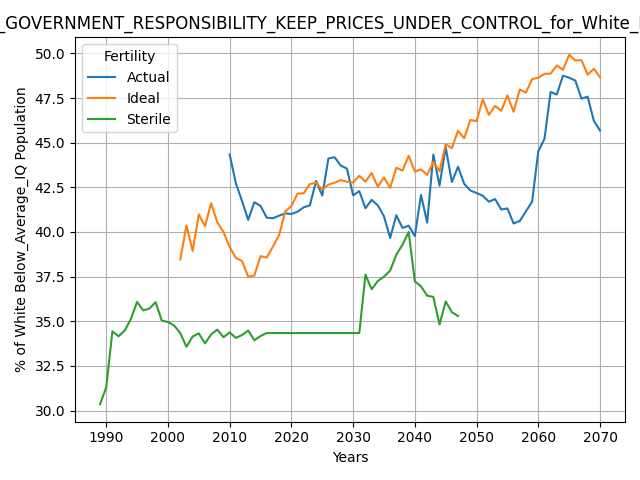 _GOVERNMENT_RESPONSIBILITY_KEEP_PRICES_UNDER_CONTROL_for_White_
Fertility
Actual
Ideal
Sterile
% of White Below_Average_IQ Population
50.0
47.5
45.0
42.5
40.0
37.5
35.0
32.5
30.0
1990 2000 2010 2020 2030 2040 2050 2060 2070
Years